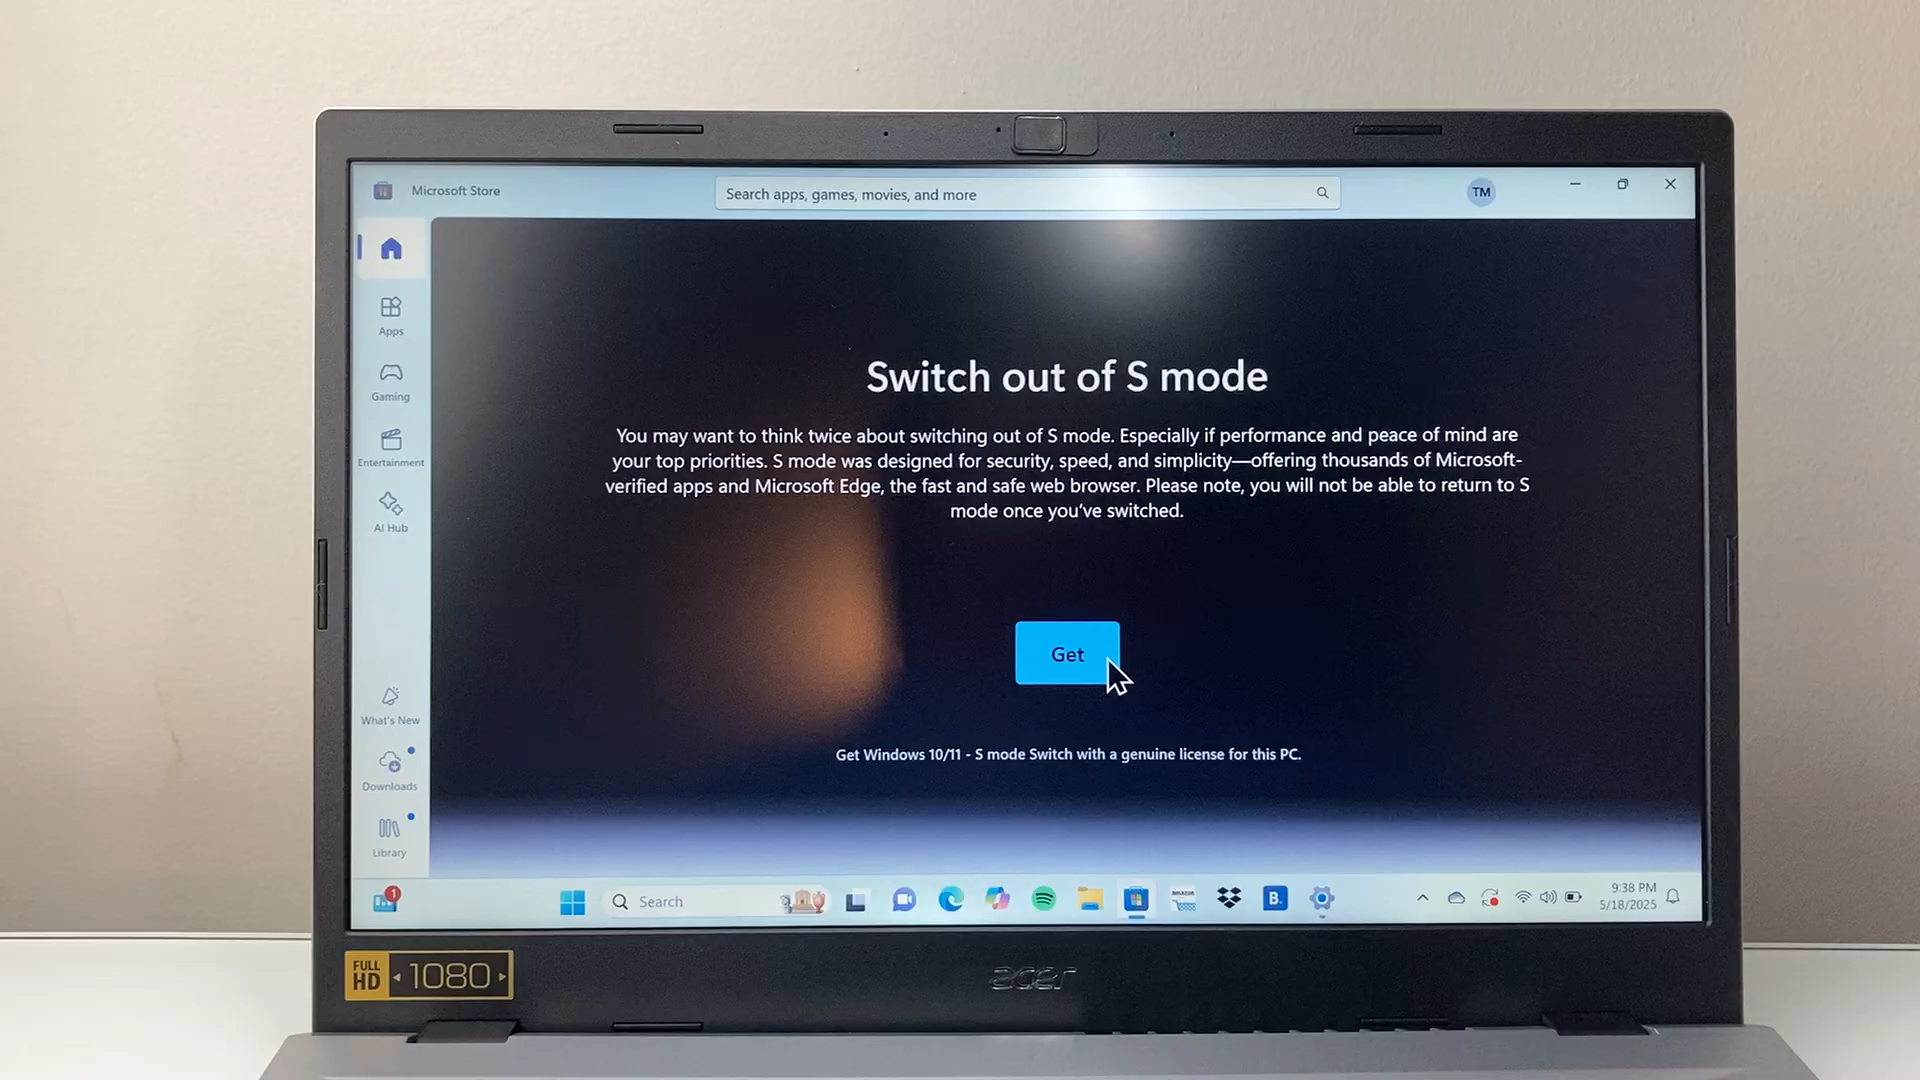 Microsoft Store
Search apps, games, movies, and more
TM
Apps
Gaming
Entertainment
AI Hub
What's New
Downloads
Library
Switch out of S mode
You may want to think twice about switching out of S mode. Especially if performance and peace of mind are
your top priorities. S mode was designed for security, speed, and simplicity—offering thousands of Microsoft-
verified apps and Microsoft Edge, the fast and safe web browser. Please note, you will not be able to return to S
mode once you've switched.
Get
Get Windows 10/11 - S mode Switch with a genuine license for this PC.
1
Search
amazon
B.
9:38 PM
5/18/2025
FULL
HD
1080
acer